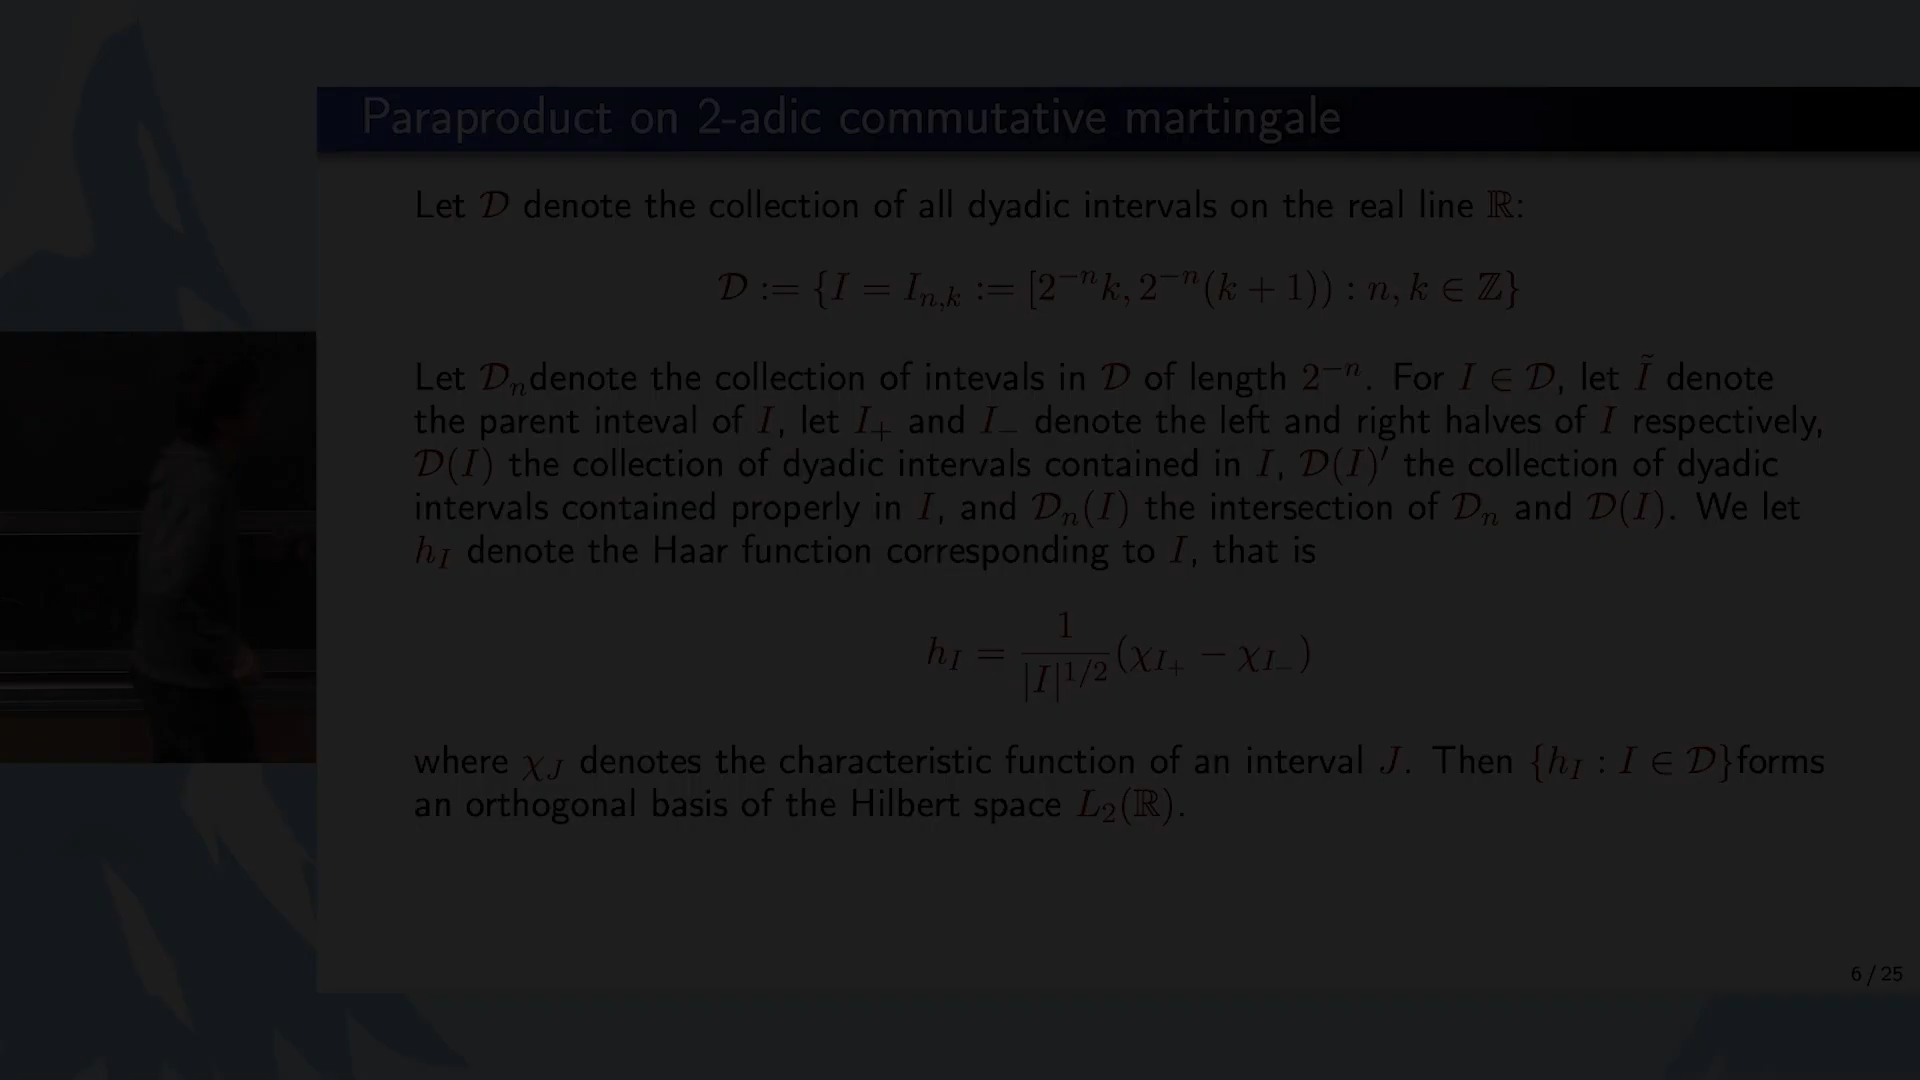 Paraproduct on 2-adic commutative martingale
Let 𝒟 denote the collection of all dyadic intervals on the real line ℝ:
𝒟 := {I = I_{n,k} := [2^{−n}k, 2^{−n}(k + 1)) : n, k ∈ ℤ}
Let 𝒟_n denote the collection of intevals in 𝒟 of length 2^{−n}. For I ∈ 𝒟, let Ĩ denote
the parent inteval of I, let I_+ and I_− denote the left and right halves of I respectively,
𝒟(I) the collection of dyadic intervals contained in I, 𝒟(I)′ the collection of dyadic
intervals contained properly in I, and 𝒟_n(I) the intersection of 𝒟_n and 𝒟(I). We let
h_I denote the Haar function corresponding to I, that is
h_I = \frac{1}{|I|^{1/2}}(χ_{I_+} − χ_{I_−})
where χ_J denotes the characteristic function of an interval J. Then {h_I : I ∈ 𝒟}forms
an orthogonal basis of the Hilbert space L_2(ℝ).
6 / 25